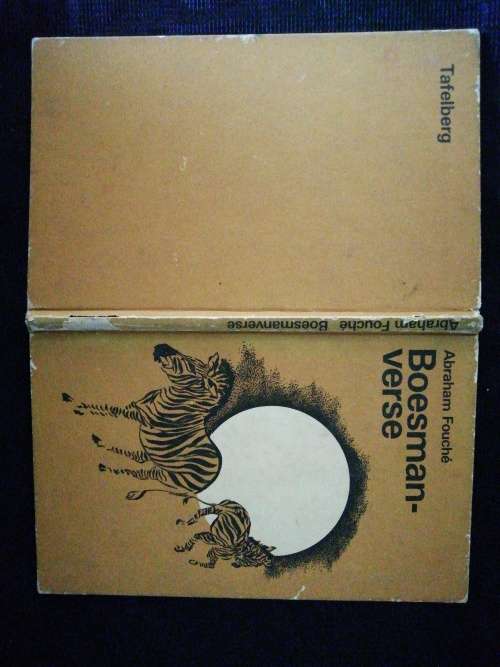 Tafelberg
Abraham Fouché Boesmanverse
Abraham Fouché
Boesman-
verse